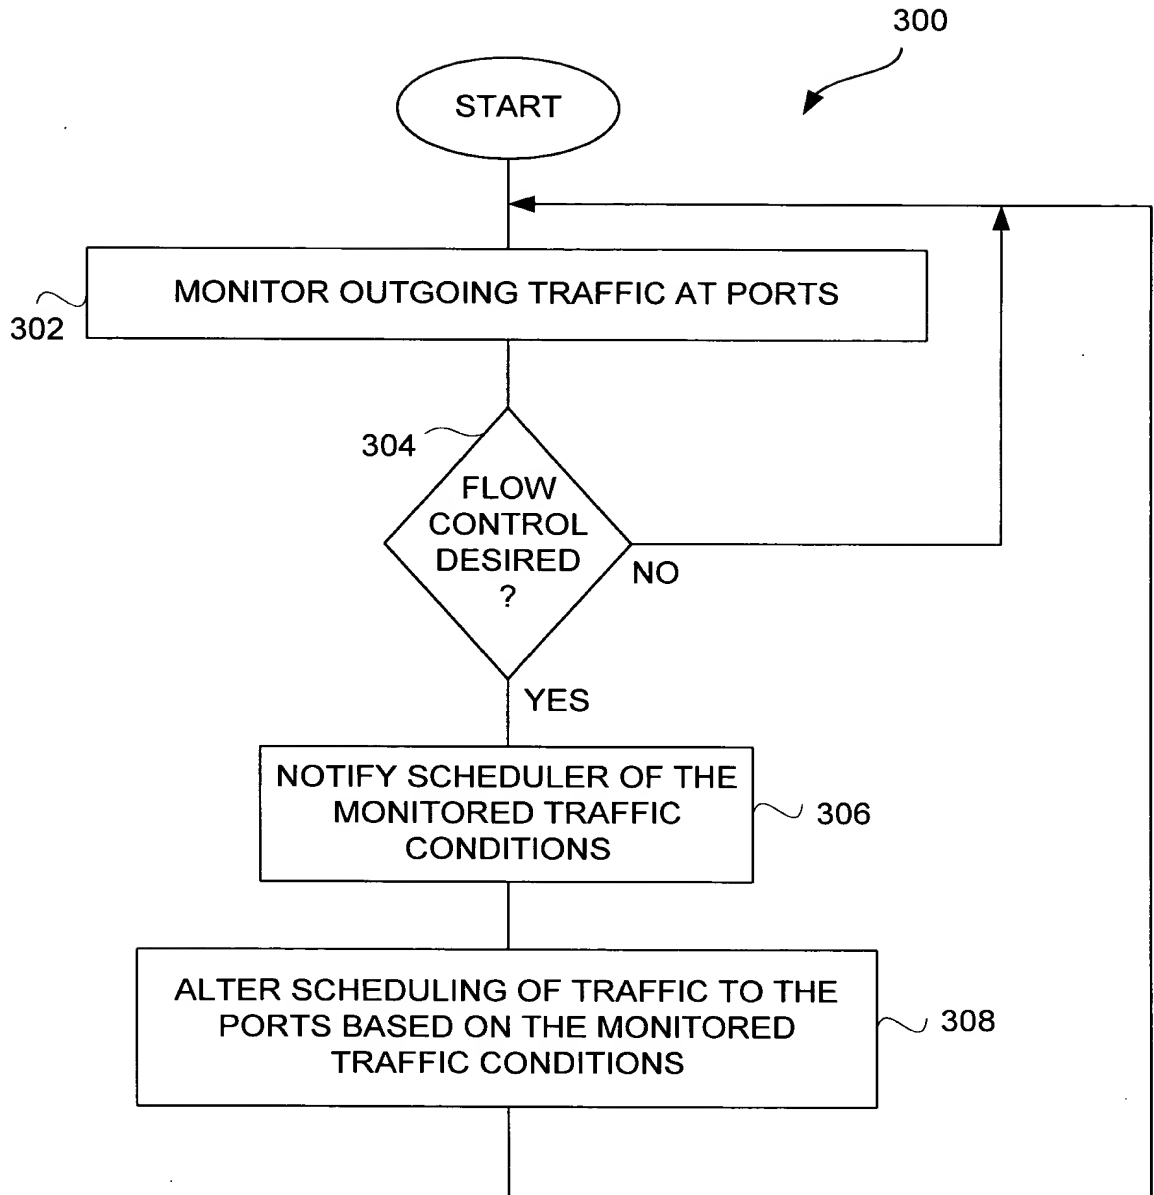 300
START
MONITOR OUTGOING TRAFFIC AT PORTS
302
304
FLOW
CONTROL
DESIRED
?
NO
YES
NOTIFY SCHEDULER OF THE
MONITORED TRAFFIC
CONDITIONS
306
ALTER SCHEDULING OF TRAFFIC TO THE
PORTS BASED ON THE MONITORED
TRAFFIC CONDITIONS
308